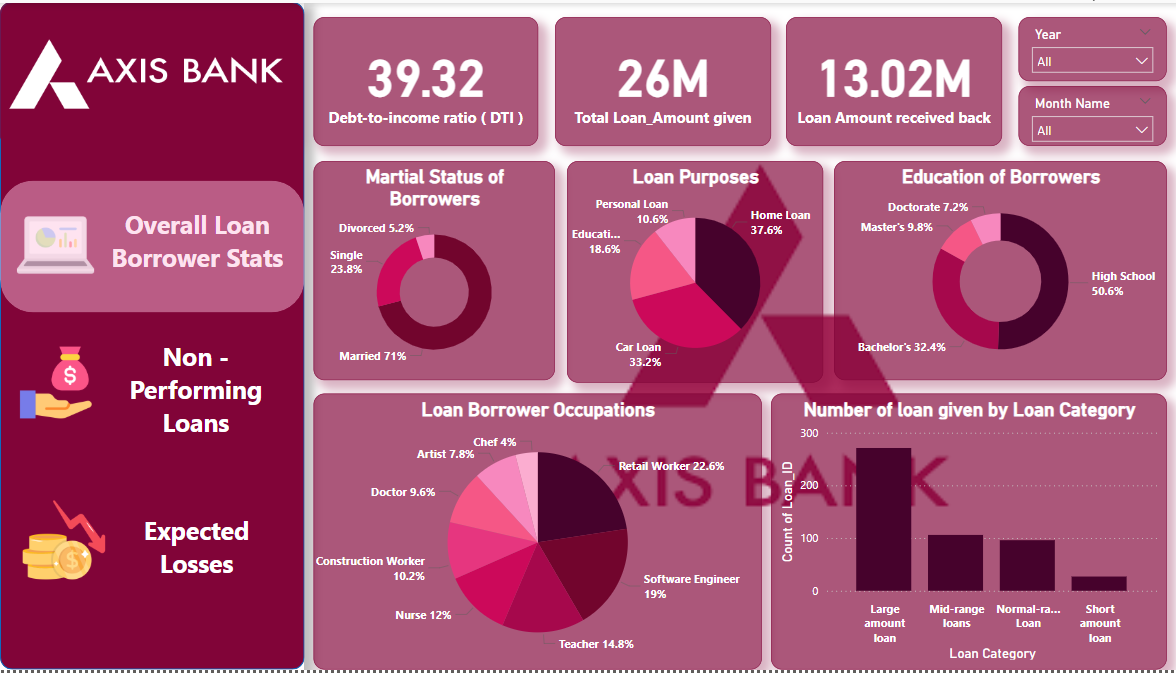 AXIS BANK
Overall Loan
Borrower Stats
Non -
Performing
Loans
Expected
Losses
39.32
Debt-to-income ratio ( DTI )
26M
Total Loan_Amount given
13.02M
Loan Amount received back
Year
All
Month Name
All
Martial Status of
Borrowers
Divorced 5.2%
Single
23.8%
Married 71%
Loan Purposes
Personal Loan
10.6%
Home Loan
37.6%
Educati...
18.6%
Car Loan
33.2%
Education of Borrowers
Doctorate 7.2%
Master's 9.8%
High School
50.6%
Bachelor's 32.4%
Loan Borrower Occupations
Chef 4%
Artist 7.8%
Retail Worker 22.6%
Doctor 9.6%
Construction Worker
10.2%
Software Engineer
19%
Nurse 12%
Teacher 14.8%
Number of loan given by Loan Category
Count of Loan_ID
300
200
100
0
Large
amount
loan
Mid-range
loans
Normal-ra...
Loan
Short
amount
loan
Loan Category
AXIS BANK